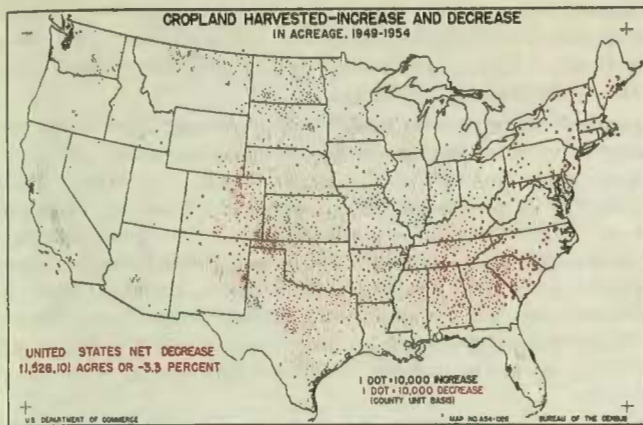 CROPLAND HARVESTED-INCREASE AND DECREASE
IN ACREAGE, 1949-1954
UNITED STATES NET DECREASE
11,528,101 ACRES OR -3.3 PERCENT
1 DOT = 10,000 INCREASE
1 DOT = 10,000 DECREASE
(COUNTY UNIT BASIS)
U.S. DEPARTMENT OF COMMERCE
MAP NO. A54-026
BUREAU OF THE CENSUS